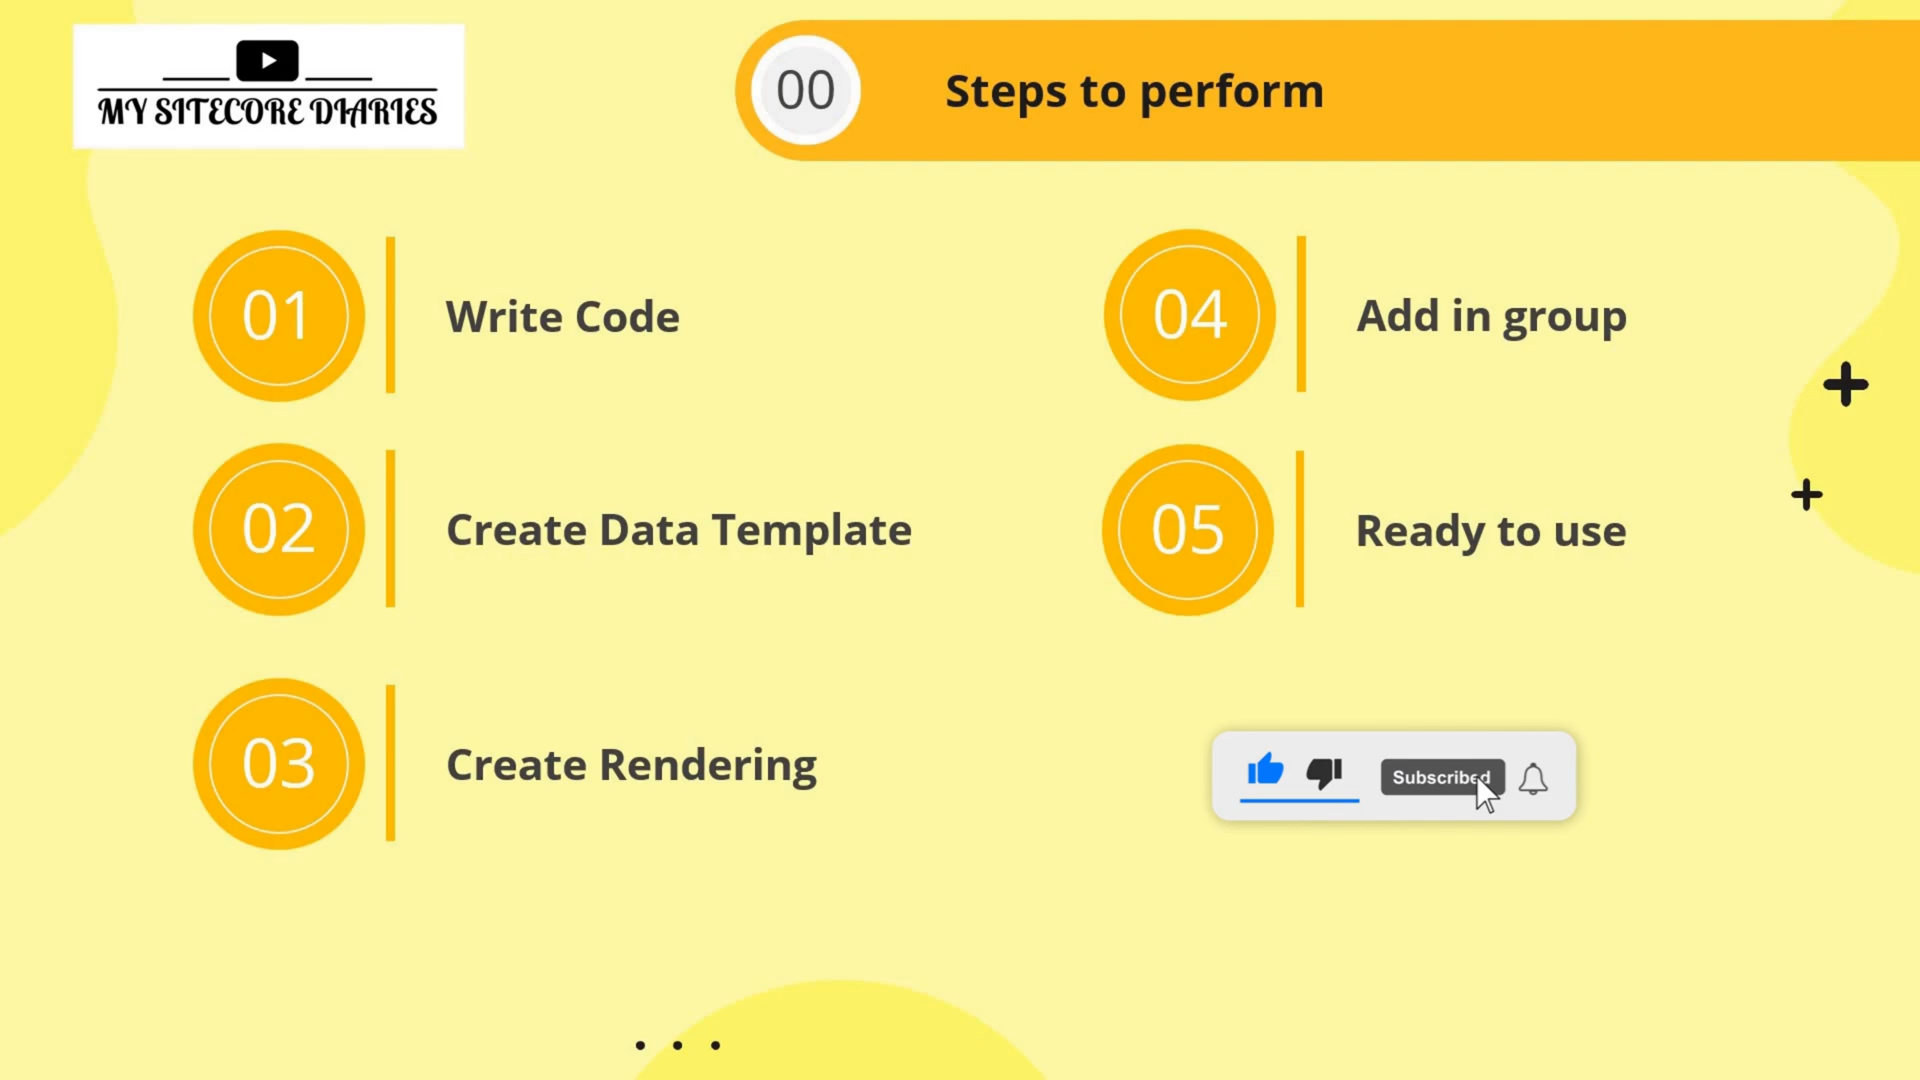 MY SITECORE DIARIES
00
Steps to perform
01
Write Code
02
Create Data Template
03
Create Rendering
04
Add in group
05
Ready to use
Subscribed